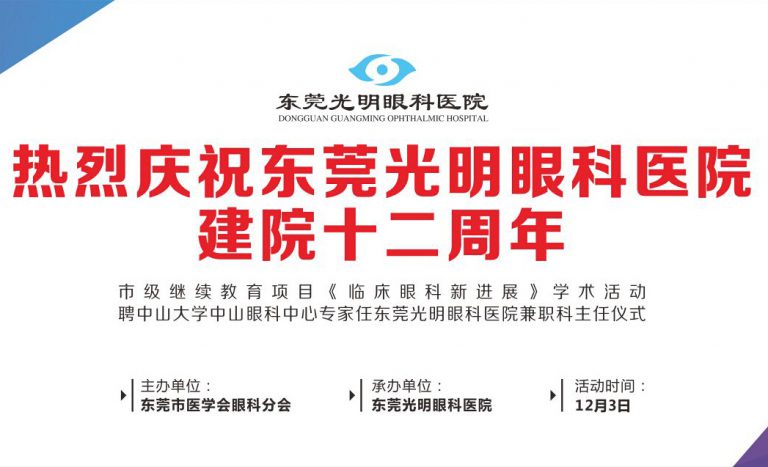 东莞光明眼科医院
DONGGUAN GUANGMING OPHTHALMIC HOSPITAL
热烈庆祝东莞光明眼科医院
建院十二周年
市级继续教育项目《临床眼科新进展》学术活动
聘中山大学中山眼科中心专家任东莞光明眼科医院兼职科主任仪式
主办单位：
东莞市医学会眼科分会
承办单位：
东莞光明眼科医院
活动时间：
12月3日